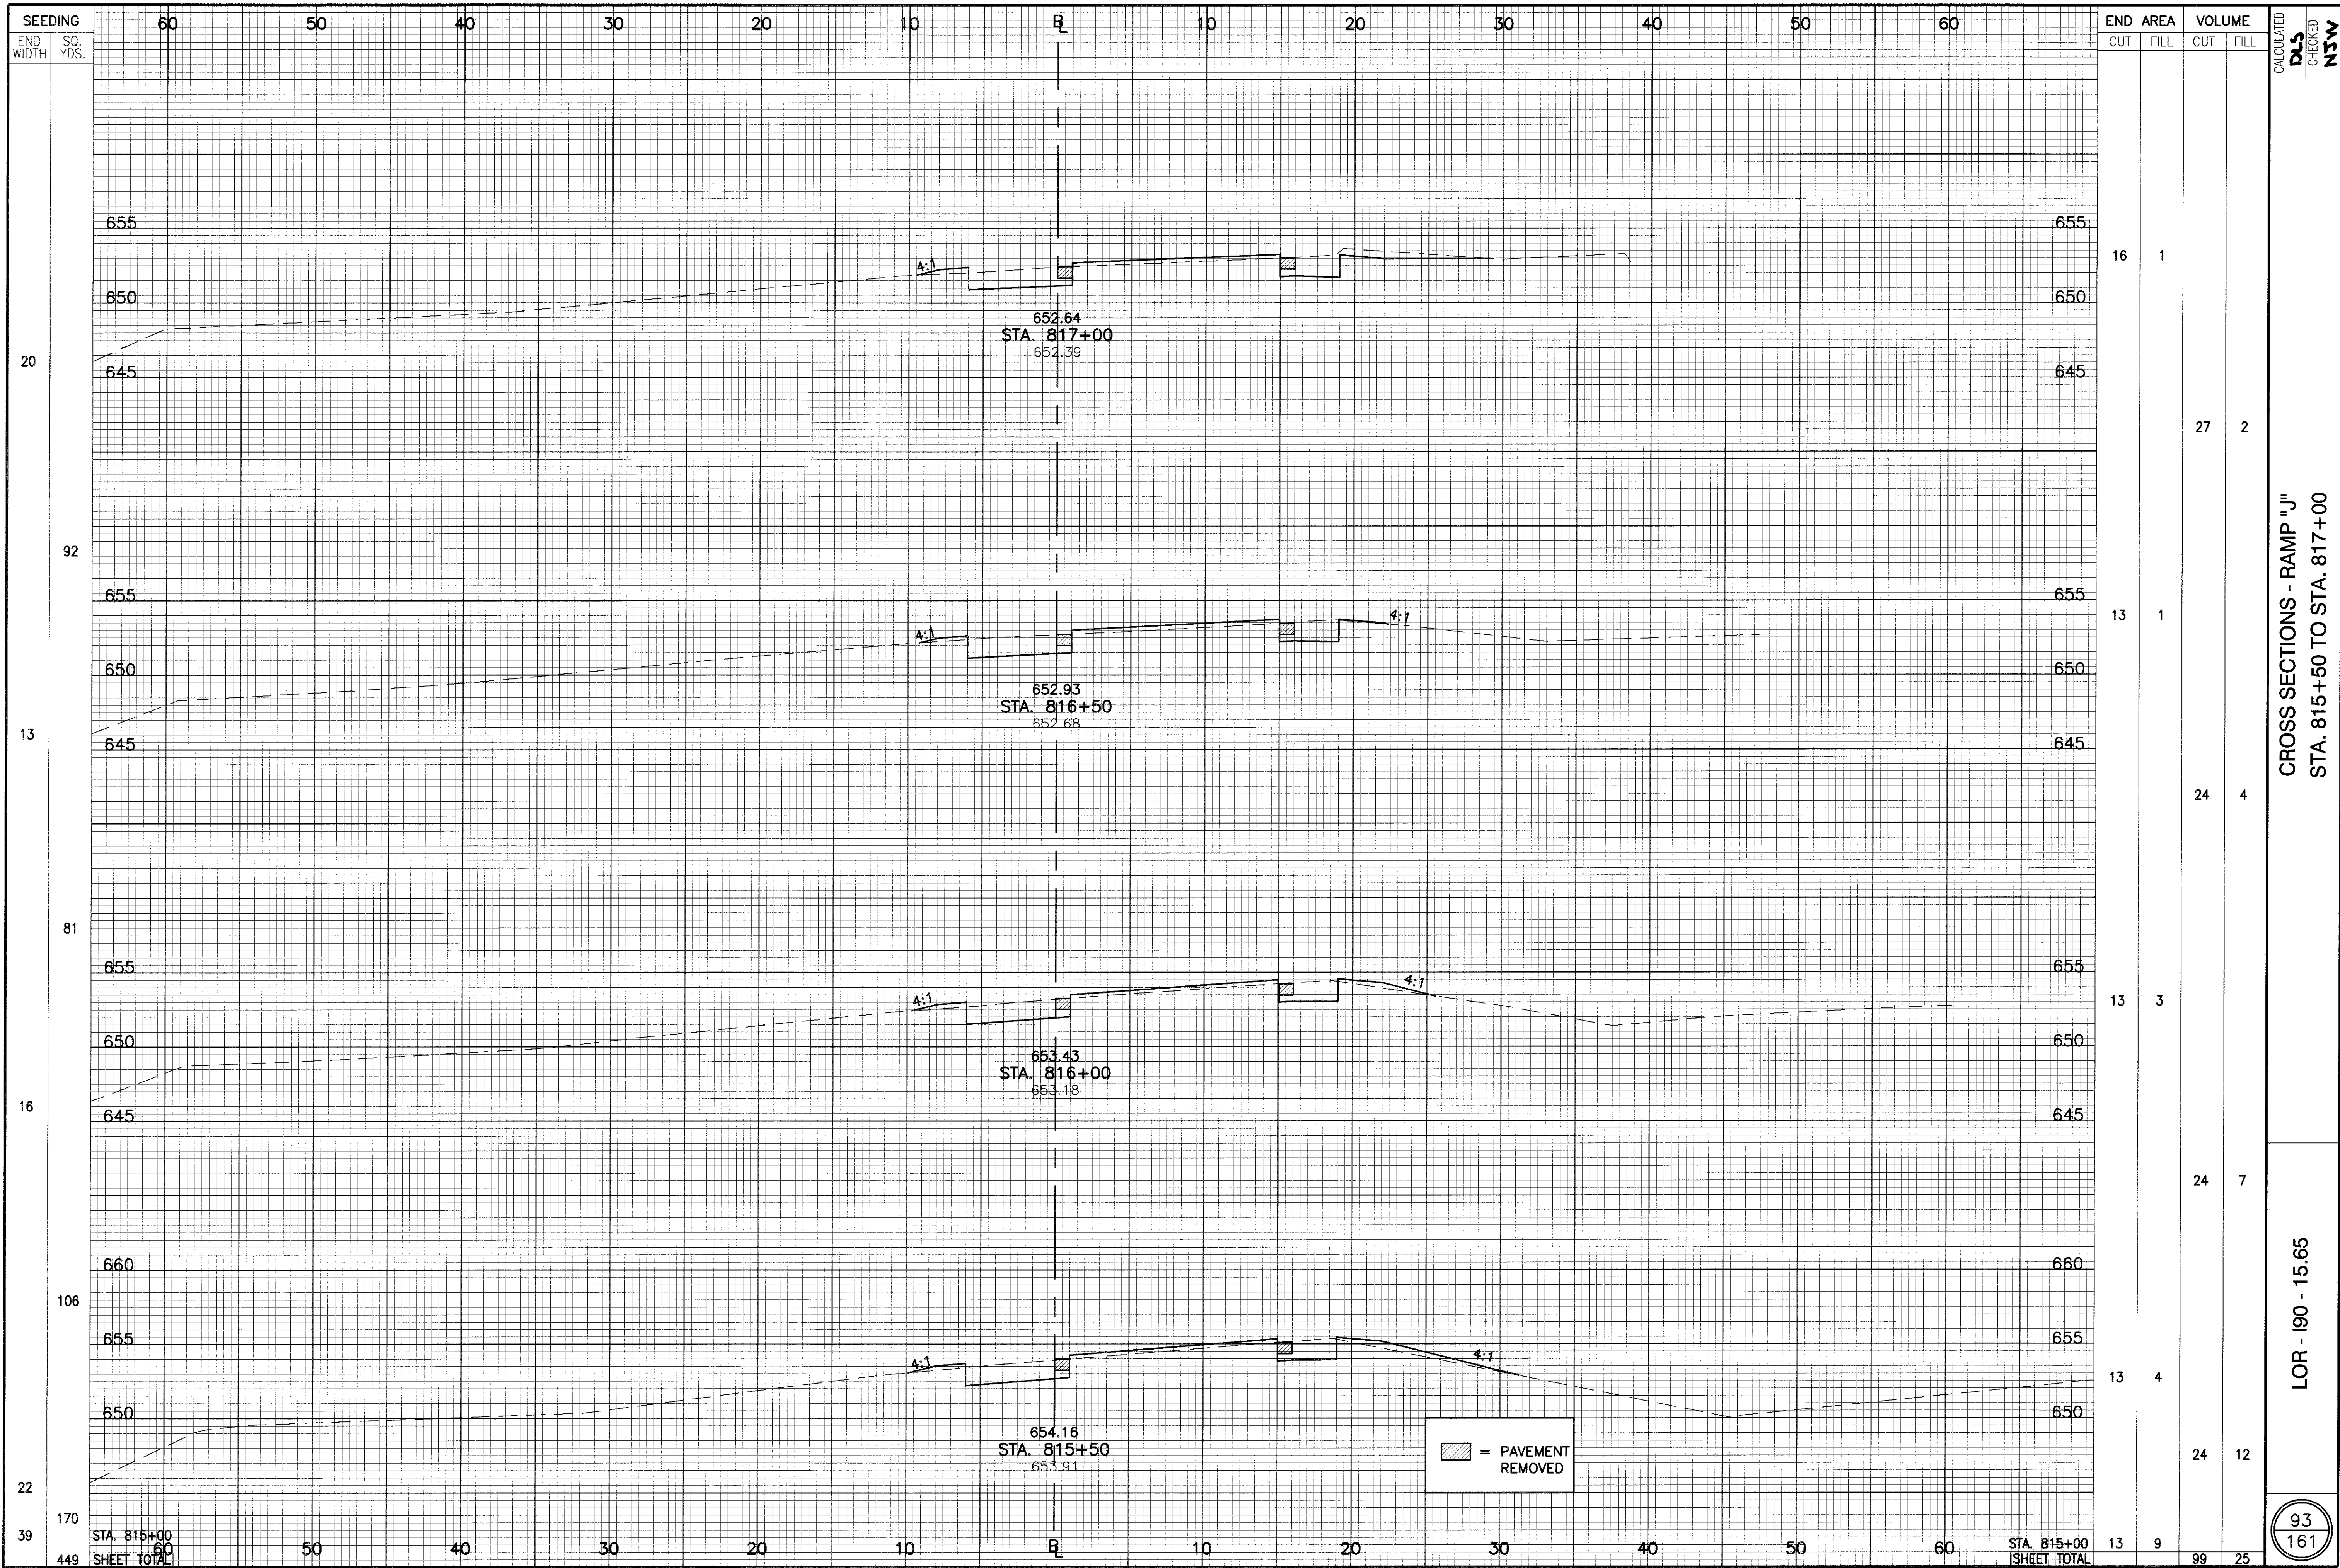 SEEDING
END WIDTH SQ. YDS.
60 50 40 30 20 10 B L 10 20 30 40 50 60
END AREA VOLUME
CUT FILL CUT FILL
CALCULATED
DLS
CHECKED
NJW
655 655
16 1
4:1
650 650
652.64
STA. 817+00
652.39
20
645 645
27 2
92
655 655
13 1
4:1 4:1
650 650
652.93
STA. 816+50
652.68
13
645 645
24 4
81
655 655
4:1 4:1
13 3
650 650
653.43
STA. 816+00
653.18
16
645 645
24 7
660 660
106
655 655
4:1 4:1
13 4
650 650
654.16
STA. 815+50
653.91
= PAVEMENT
REMOVED
24 12
22
170
39 STA. 815+00 STA. 815+00 13 9
60 50 40 30 20 10 B L 10 20 30 40 50 60
449 SHEET TOTAL SHEET TOTAL 99 25
CROSS SECTIONS - RAMP "J"
STA. 815+50 TO STA. 817+00
LOR - I90 - 15.65
93
161